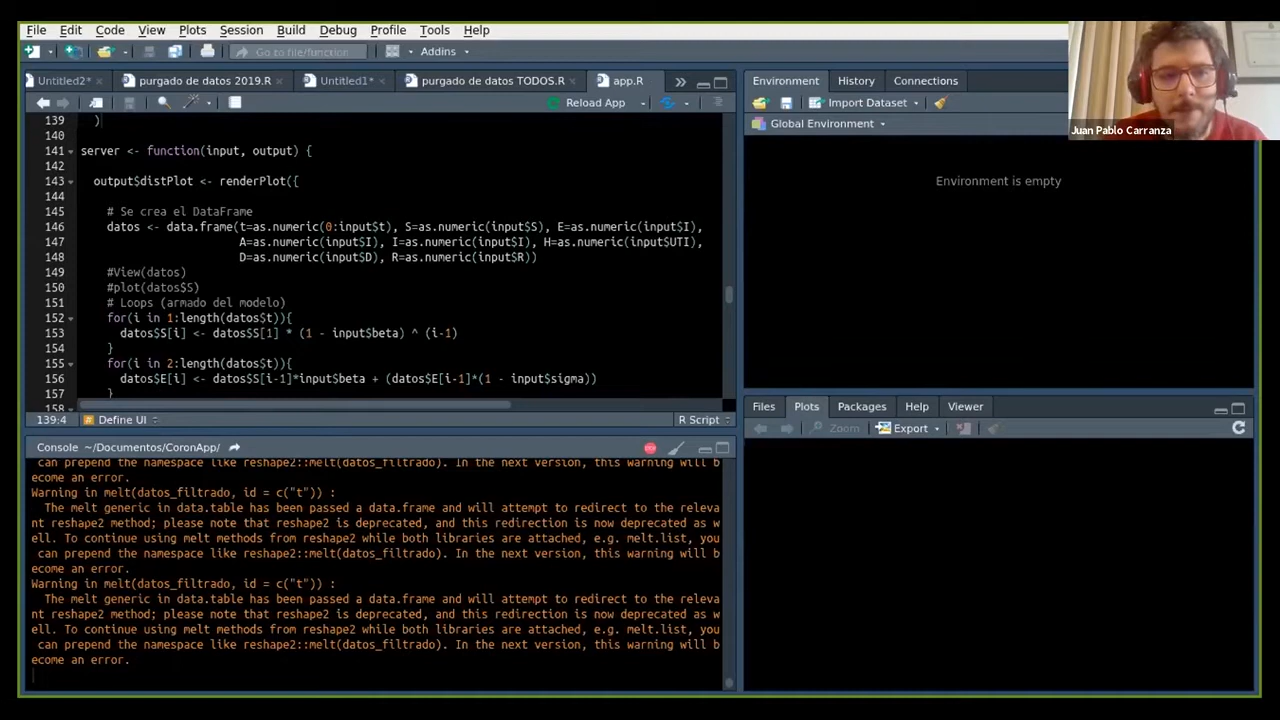 File Edit Code View Plots Session Build Debug Profile Tools Help
Go to file/function Addins
Untitled2* purgado de datos 2019.R Untitled1* purgado de datos TODOS.R app.R
Reload App
139 )
140
141 server <- function(input, output) {
142
143 output$distPlot <- renderPlot({
144
145 # Se crea el DataFrame
146 datos <- data.frame(t=as.numeric(0:input$t), S=as.numeric(input$S), E=as.numeric(input$I),
147 A=as.numeric(input$I), I=as.numeric(input$I), H=as.numeric(input$UTI),
148 D=as.numeric(input$D), R=as.numeric(input$R))
149 #View(datos)
150 #plot(datos$S)
151 # Loops (armado del modelo)
152 for(i in 1:length(datos$t)){
153 datos$S[i] <- datos$S[1] * (1 - input$beta) ^ (i-1)
154 }
155 for(i in 2:length(datos$t)){
156 datos$E[i] <- datos$S[i-1]*input$beta + (datos$E[i-1]*(1 - input$sigma))
157 }
158
139:4 Define UI R Script
Console ~/Documentos/CoronApp/
can prepend the namespace like reshape2::melt(datos_filtrado). In the next version, this warning will b
ecome an error.
Warning in melt(datos_filtrado, id = c("t")) :
The melt generic in data.table has been passed a data.frame and will attempt to redirect to the releva
nt reshape2 method; please note that reshape2 is deprecated, and this redirection is now deprecated as w
ell. To continue using melt methods from reshape2 while both libraries are attached, e.g. melt.list, you
can prepend the namespace like reshape2::melt(datos_filtrado). In the next version, this warning will b
ecome an error.
Warning in melt(datos_filtrado, id = c("t")) :
The melt generic in data.table has been passed a data.frame and will attempt to redirect to the releva
nt reshape2 method; please note that reshape2 is deprecated, and this redirection is now deprecated as w
ell. To continue using melt methods from reshape2 while both libraries are attached, e.g. melt.list, you
can prepend the namespace like reshape2::melt(datos_filtrado). In the next version, this warning will b
ecome an error.
Environment History Connections
Import Dataset
Global Environment
Environment is empty
Files Plots Packages Help Viewer
Zoom Export
Juan Pablo Carranza